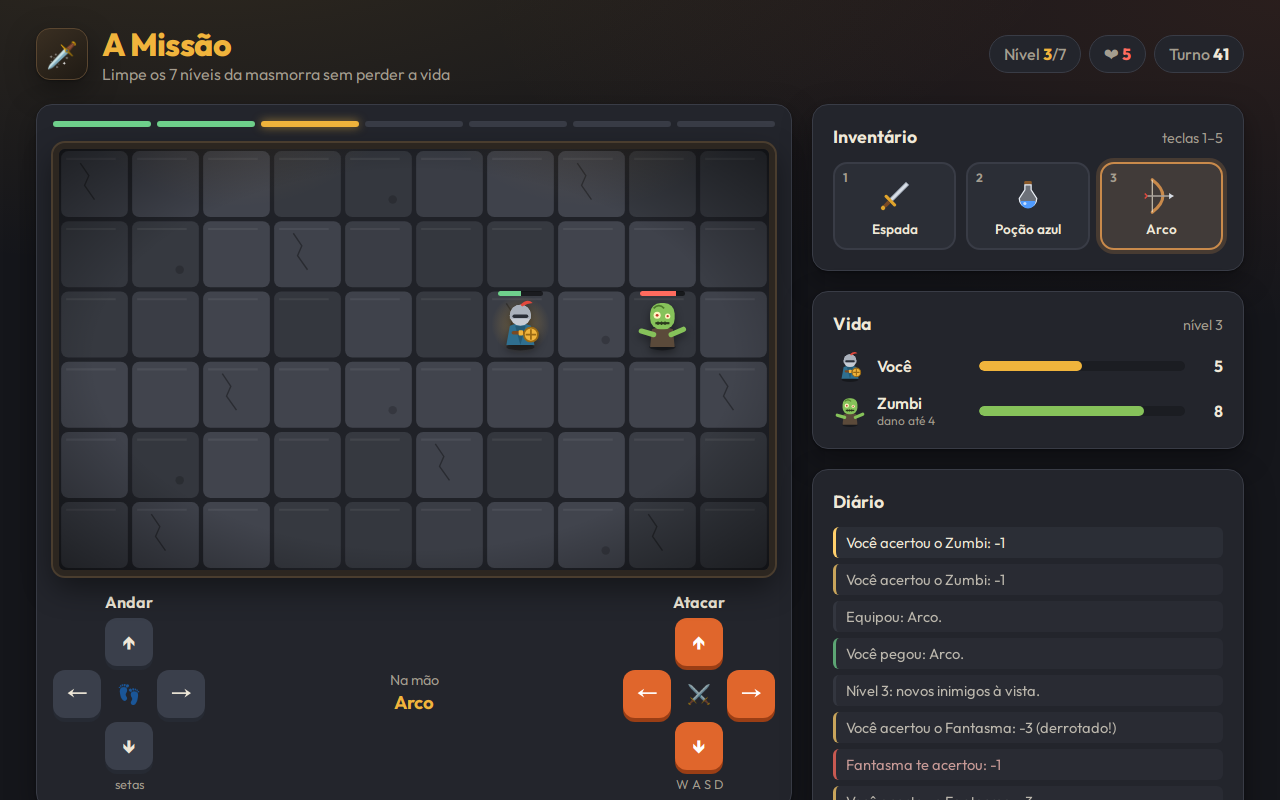 A Missão
Limpe os 7 níveis da masmorra sem perder a vida
Nível 3/7
❤ 5
Turno 41
Inventário
teclas 1–5
1
Espada
2
Poção azul
3
Arco
Vida
nível 3
Você
5
Zumbi
dano até 4
8
Diário
Você acertou o Zumbi: -1
Você acertou o Zumbi: -1
Equipou: Arco.
Você pegou: Arco.
Nível 3: novos inimigos à vista.
Você acertou o Fantasma: -3 (derrotado!)
Fantasma te acertou: -1
Andar
↑
←
→
↓
setas
Na mão
Arco
Atacar
↑
←
→
↓
W A S D